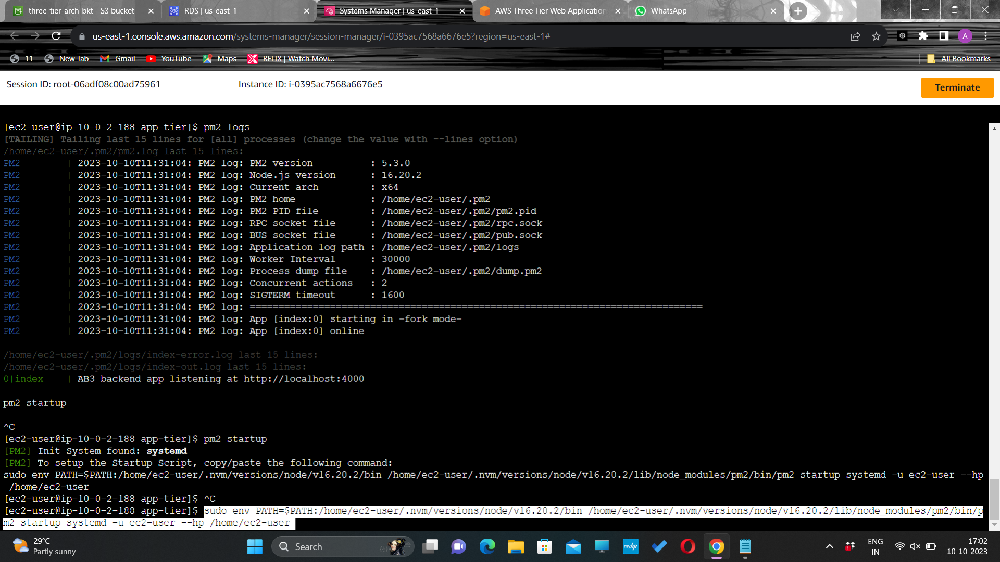 three-tier-arch-bkt - S3 bucket
RDS | us-east-1
Systems Manager | us-east-1
AWS Three Tier Web Application
WhatsApp
us-east-1.console.aws.amazon.com/systems-manager/session-manager/i-0395ac7568a6676e5?region=us-east-1#
A
11
New Tab
Gmail
YouTube
Maps
BFLIX | Watch Movi...
All Bookmarks
Session ID: root-06adf08c00ad75961
Instance ID: i-0395ac7568a6676e5
Terminate
[ec2-user@ip-10-0-2-188 app-tier]$ pm2 logs
[TAILING] Tailing last 15 lines for [all] processes (change the value with --lines option)
/home/ec2-user/.pm2/pm2.log last 15 lines:
PM2        | 2023-10-10T11:31:04: PM2 log: PM2 version          : 5.3.0
PM2        | 2023-10-10T11:31:04: PM2 log: Node.js version      : 16.20.2
PM2        | 2023-10-10T11:31:04: PM2 log: Current arch         : x64
PM2        | 2023-10-10T11:31:04: PM2 log: PM2 home             : /home/ec2-user/.pm2
PM2        | 2023-10-10T11:31:04: PM2 log: PM2 PID file         : /home/ec2-user/.pm2/pm2.pid
PM2        | 2023-10-10T11:31:04: PM2 log: RPC socket file      : /home/ec2-user/.pm2/rpc.sock
PM2        | 2023-10-10T11:31:04: PM2 log: BUS socket file      : /home/ec2-user/.pm2/pub.sock
PM2        | 2023-10-10T11:31:04: PM2 log: Application log path : /home/ec2-user/.pm2/logs
PM2        | 2023-10-10T11:31:04: PM2 log: Worker Interval      : 30000
PM2        | 2023-10-10T11:31:04: PM2 log: Process dump file    : /home/ec2-user/.pm2/dump.pm2
PM2        | 2023-10-10T11:31:04: PM2 log: Concurrent actions   : 2
PM2        | 2023-10-10T11:31:04: PM2 log: SIGTERM timeout      : 1600
PM2        | 2023-10-10T11:31:04: PM2 log: ===============================================================================
PM2        | 2023-10-10T11:31:04: PM2 log: App [index:0] starting in -fork mode-
PM2        | 2023-10-10T11:31:04: PM2 log: App [index:0] online
/home/ec2-user/.pm2/logs/index-error.log last 15 lines:
/home/ec2-user/.pm2/logs/index-out.log last 15 lines:
0|index    | AB3 backend app listening at http://localhost:4000
pm2 startup
^C
[ec2-user@ip-10-0-2-188 app-tier]$ pm2 startup
[PM2] Init System found: systemd
[PM2] To setup the Startup Script, copy/paste the following command:
sudo env PATH=$PATH:/home/ec2-user/.nvm/versions/node/v16.20.2/bin /home/ec2-user/.nvm/versions/node/v16.20.2/lib/node_modules/pm2/bin/pm2 startup systemd -u ec2-user --hp
/home/ec2-user
[ec2-user@ip-10-0-2-188 app-tier]$ ^C
[ec2-user@ip-10-0-2-188 app-tier]$ sudo env PATH=$PATH:/home/ec2-user/.nvm/versions/node/v16.20.2/bin /home/ec2-user/.nvm/versions/node/v16.20.2/lib/node_modules/pm2/bin/p
m2 startup systemd -u ec2-user --hp /home/ec2-user
29°C
Partly sunny
Search
myhp
1
ENG
IN
17:02
10-10-2023